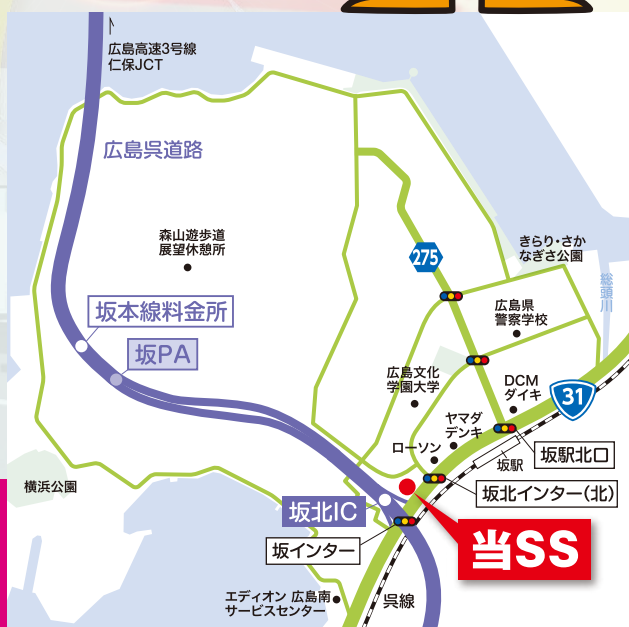 広島高速3号線
仁保JCT
広島呉道路
森山遊歩道
展望休憩所
きらり・さか
なぎさ公園
275
総頭川
坂本線料金所
広島県
警察学校
坂PA
広島文化
学園大学
DCM
ダイキ
31
ヤマダ
デンキ
ローソン
坂駅
坂駅北口
横浜公園
坂北インター(北)
坂北IC
坂インター
当SS
エディオン 広島南
サービスセンター
呉線